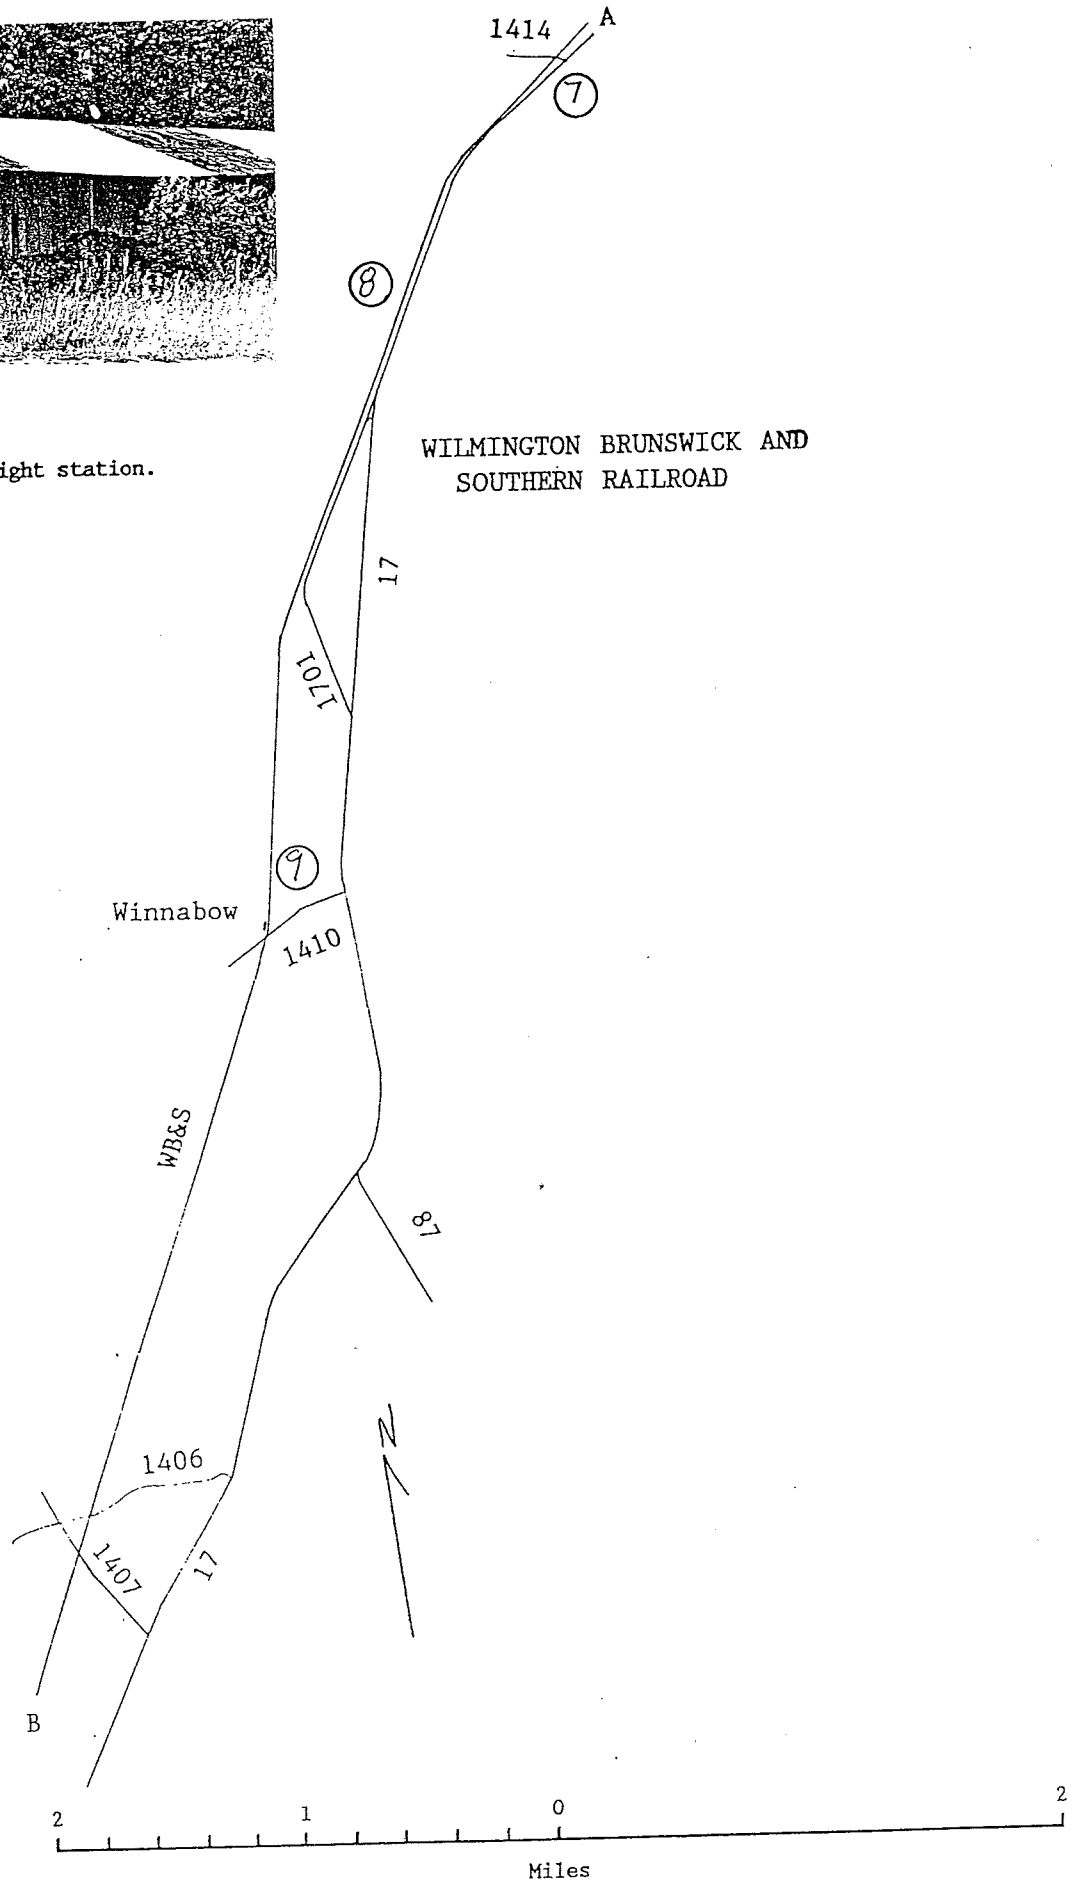 1414
A
7
8
ight station.
WILMINGTON BRUNSWICK AND
SOUTHERN RAILROAD
17
1701
9
Winnabow
1410
WB&S
87
N
1406
1407
17
B
2 1 0 2
Miles